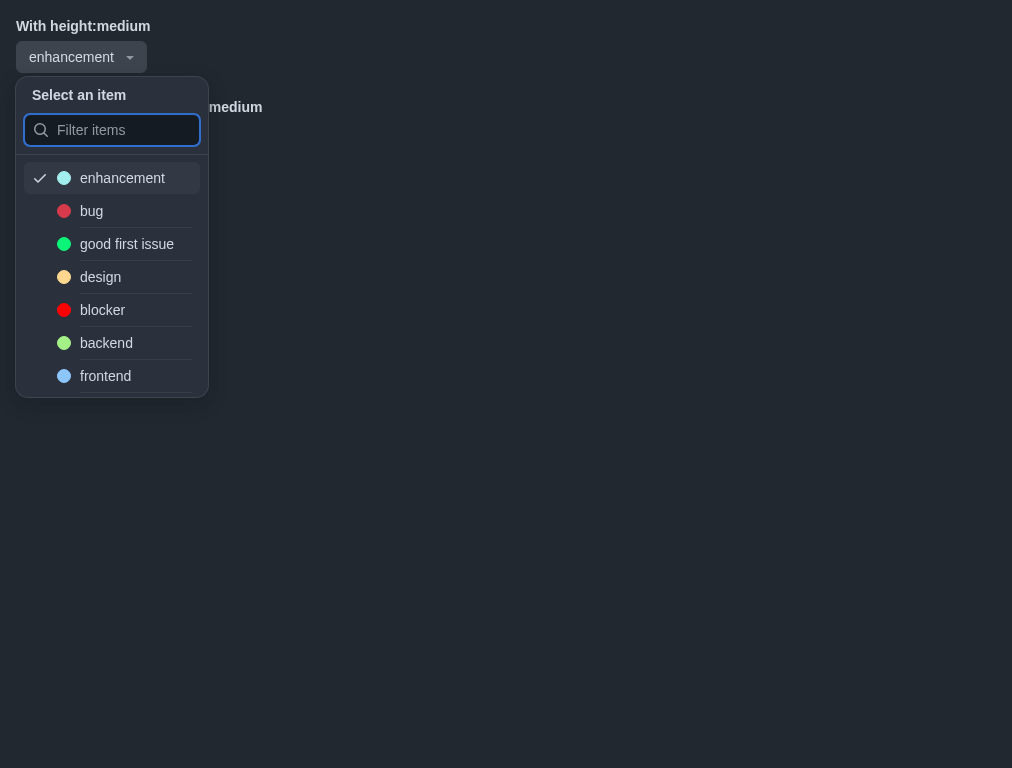 With height:medium
enhancement
Select an item
medium
Filter items
enhancement
bug
good first issue
design
blocker
backend
frontend